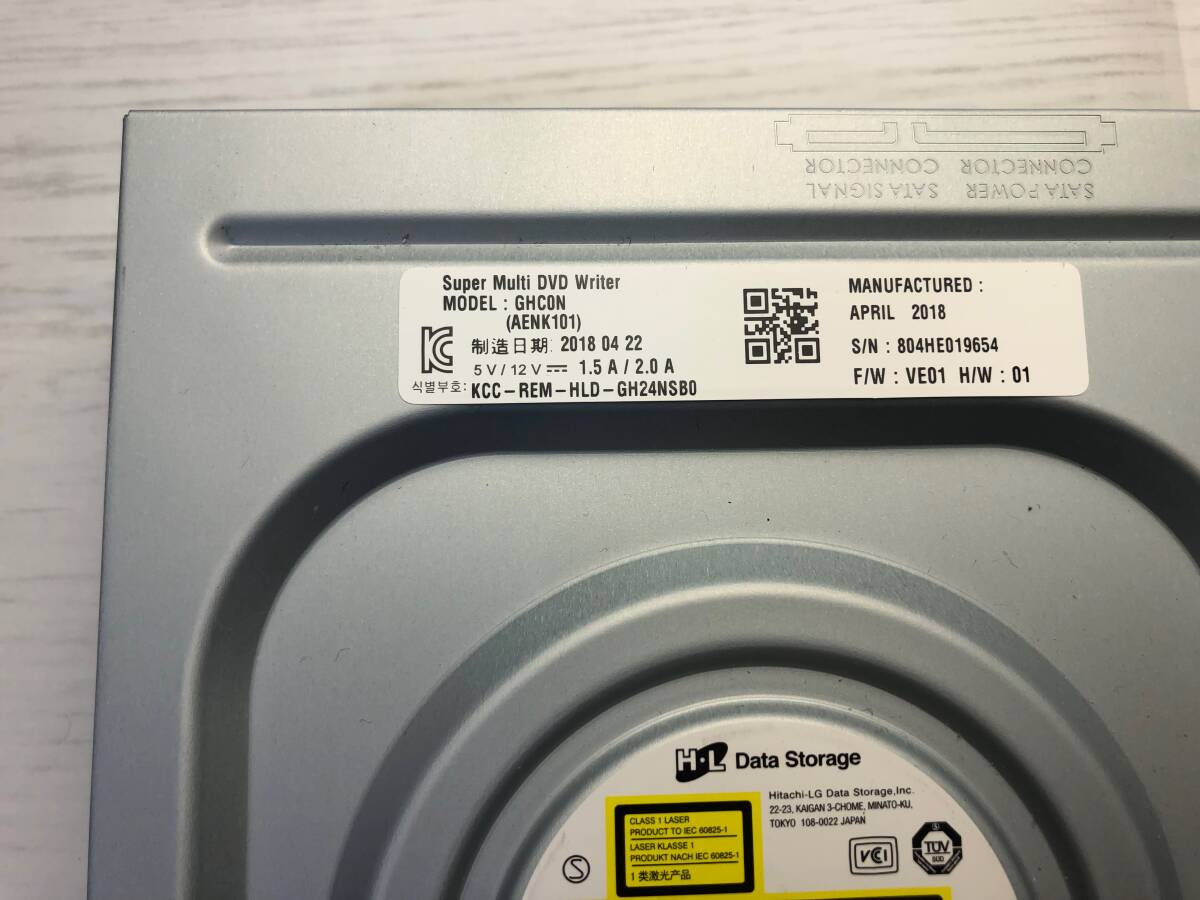 SATA POWER CONNECTOR
SATA SIGNAL CONNECTOR
Super Multi DVD Writer
MODEL : GHC0N
(AENK101)
制造日期: 2018 04 22
5 V / 12 V 1.5 A / 2.0 A
식별부호: KCC-REM-HLD-GH24NSB0
MANUFACTURED :
APRIL 2018
S/N : 804HE019654
F/W : VE01 H/W : 01
H·L Data Storage
Hitachi-LG Data Storage,Inc.
22-23, KAIGAN 3-CHOME, MINATO-KU,
TOKYO 108-0022 JAPAN
CLASS 1 LASER
PRODUCT TO IEC 60825-1
LASER KLASSE 1
PRODUKT NACH IEC 60825-1
1 类激光产品
S
VCCI
TÜV
SÜD